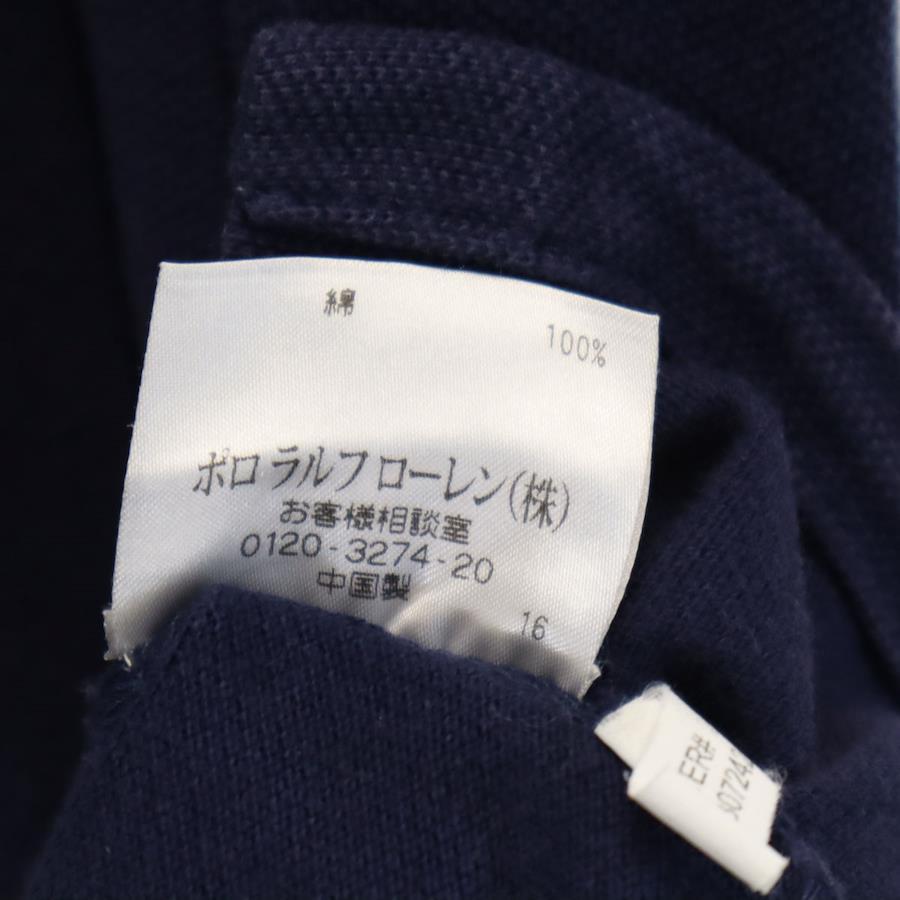 綿
100%
ポロ ラルフ ローレン(株)
お客様相談室
0120-3274-20
中国製
16
ER#